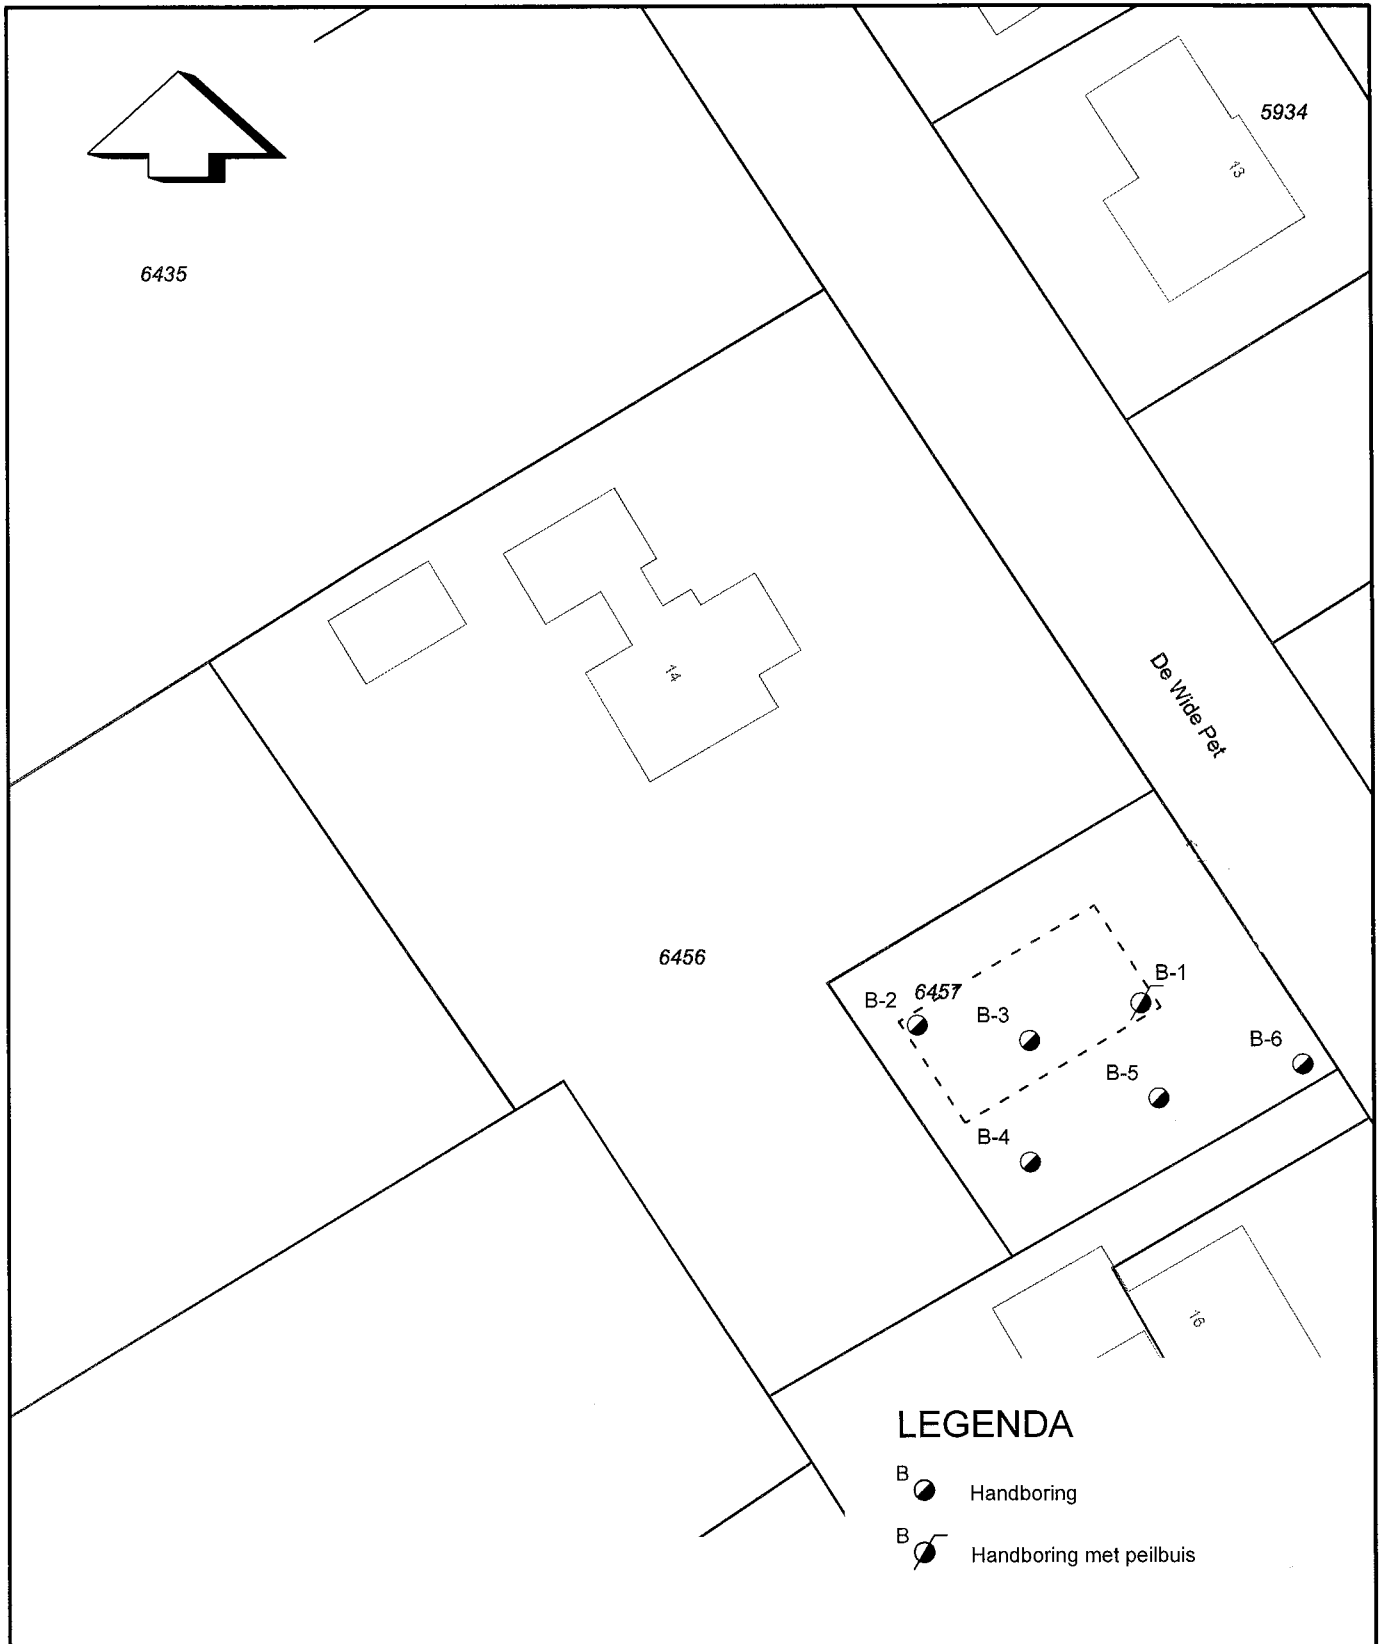 5934
13
6435
14
De Wide Pet
6456
6457
B-1
B-2
B-3
B-6
B-5
B-4
16
LEGENDA
B Handboring
B Handboring met peilbuis